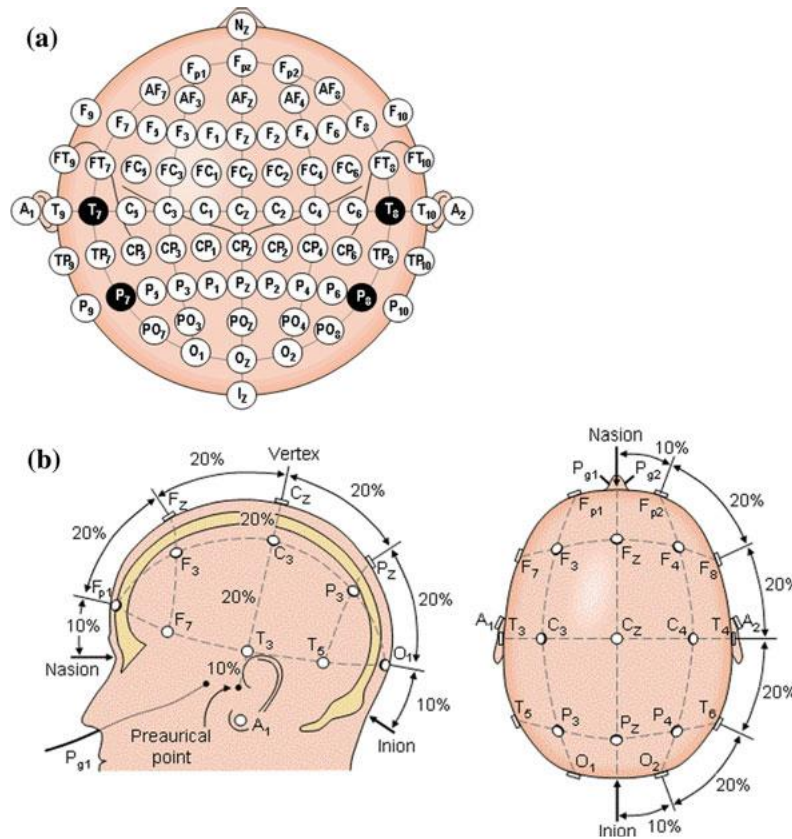 (a)
Nz
Fp1 Fpz Fp2
AF7 AF3 AFz AF4 AF8
F9 F7 F5 F3 F1 Fz F2 F4 F6 F8 F10
FT9 FT7 FC5 FC3 FC1 FCz FC2 FC4 FC6 FT8 FT10
A1 T9 T7 C5 C3 C1 Cz C2 C4 C6 T8 T10 A2
TP9 TP7 CP5 CP3 CP1 CPz CP2 CP4 CP6 TP8 TP10
P9 P7 P5 P3 P1 Pz P2 P4 P6 P8 P10
PO7 PO3 POz PO4 PO8
O1 Oz O2
Iz
(b)
20%
Vertex
Cz
20%
Fz
20%
20%
C3
Pz
F3
Fp1
P3
20%
20%
F7
10%
T3
T5
O1
Nasion
10%
10%
A1
Preaurical
point
Inion
Pg1
Nasion
10%
Pg1 Pg2
20%
Fp1 Fp2
F7 F3 Fz F4 F8
A1 T3 C3 Cz C4 T4 A2
20%
20%
T5 P3 Pz P4 T6
O1 O2
20%
Inion
10%